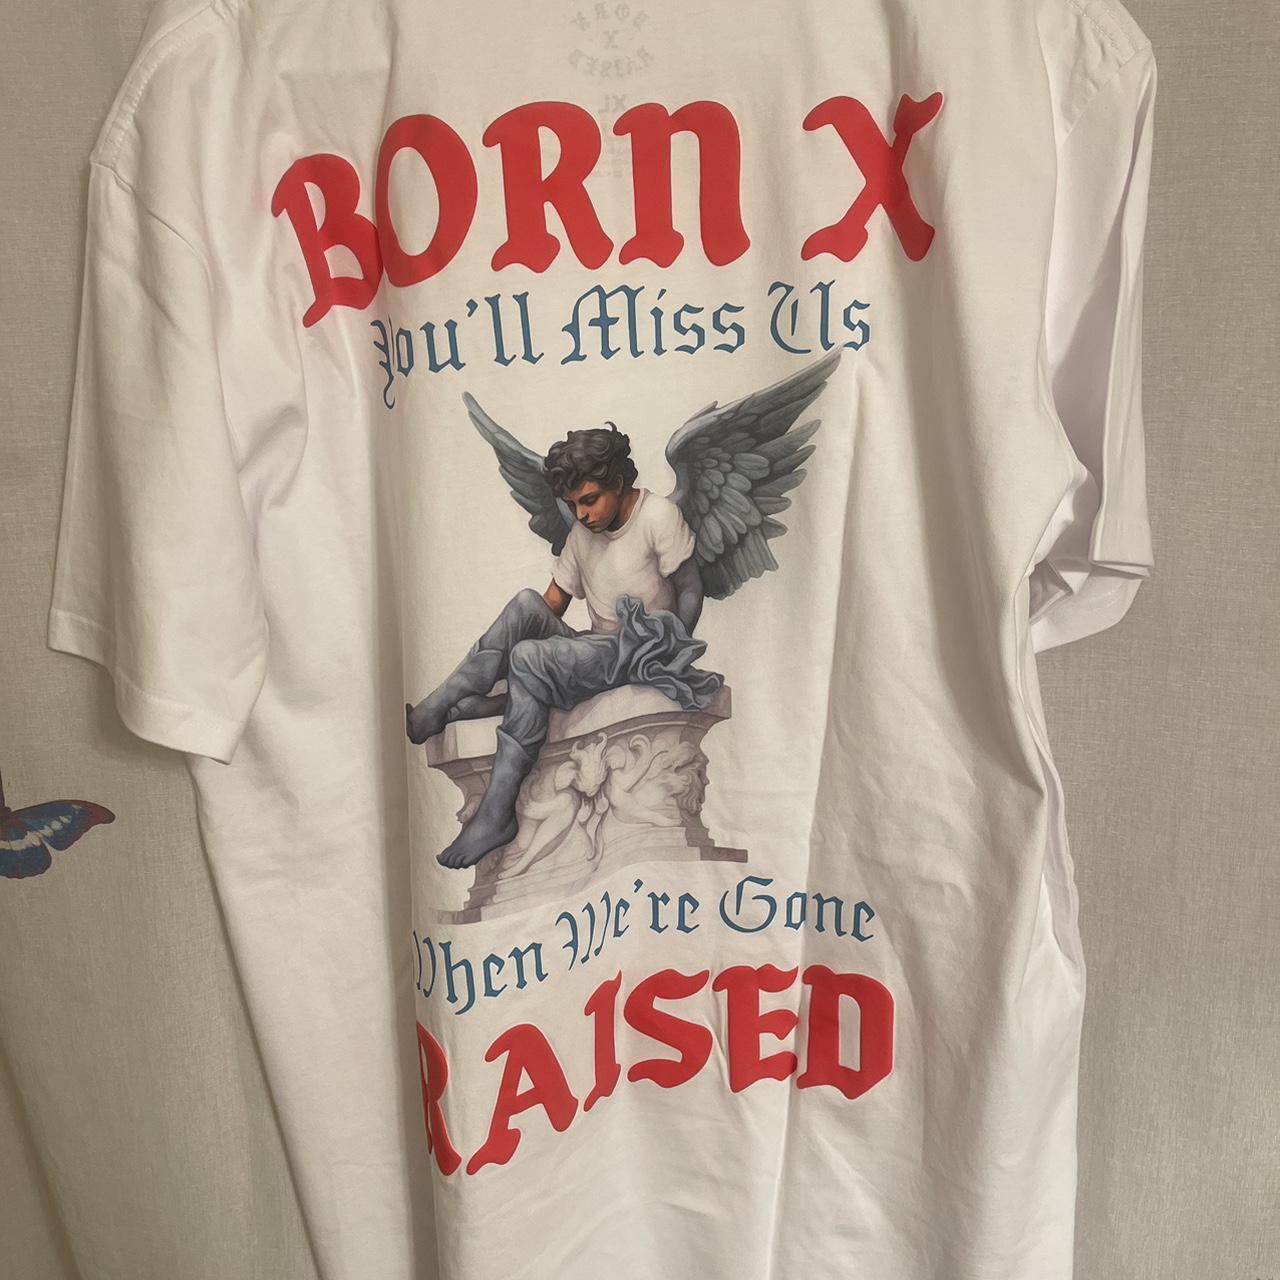 BORN X
You'll Miss Us
When We're Gone
RAISED